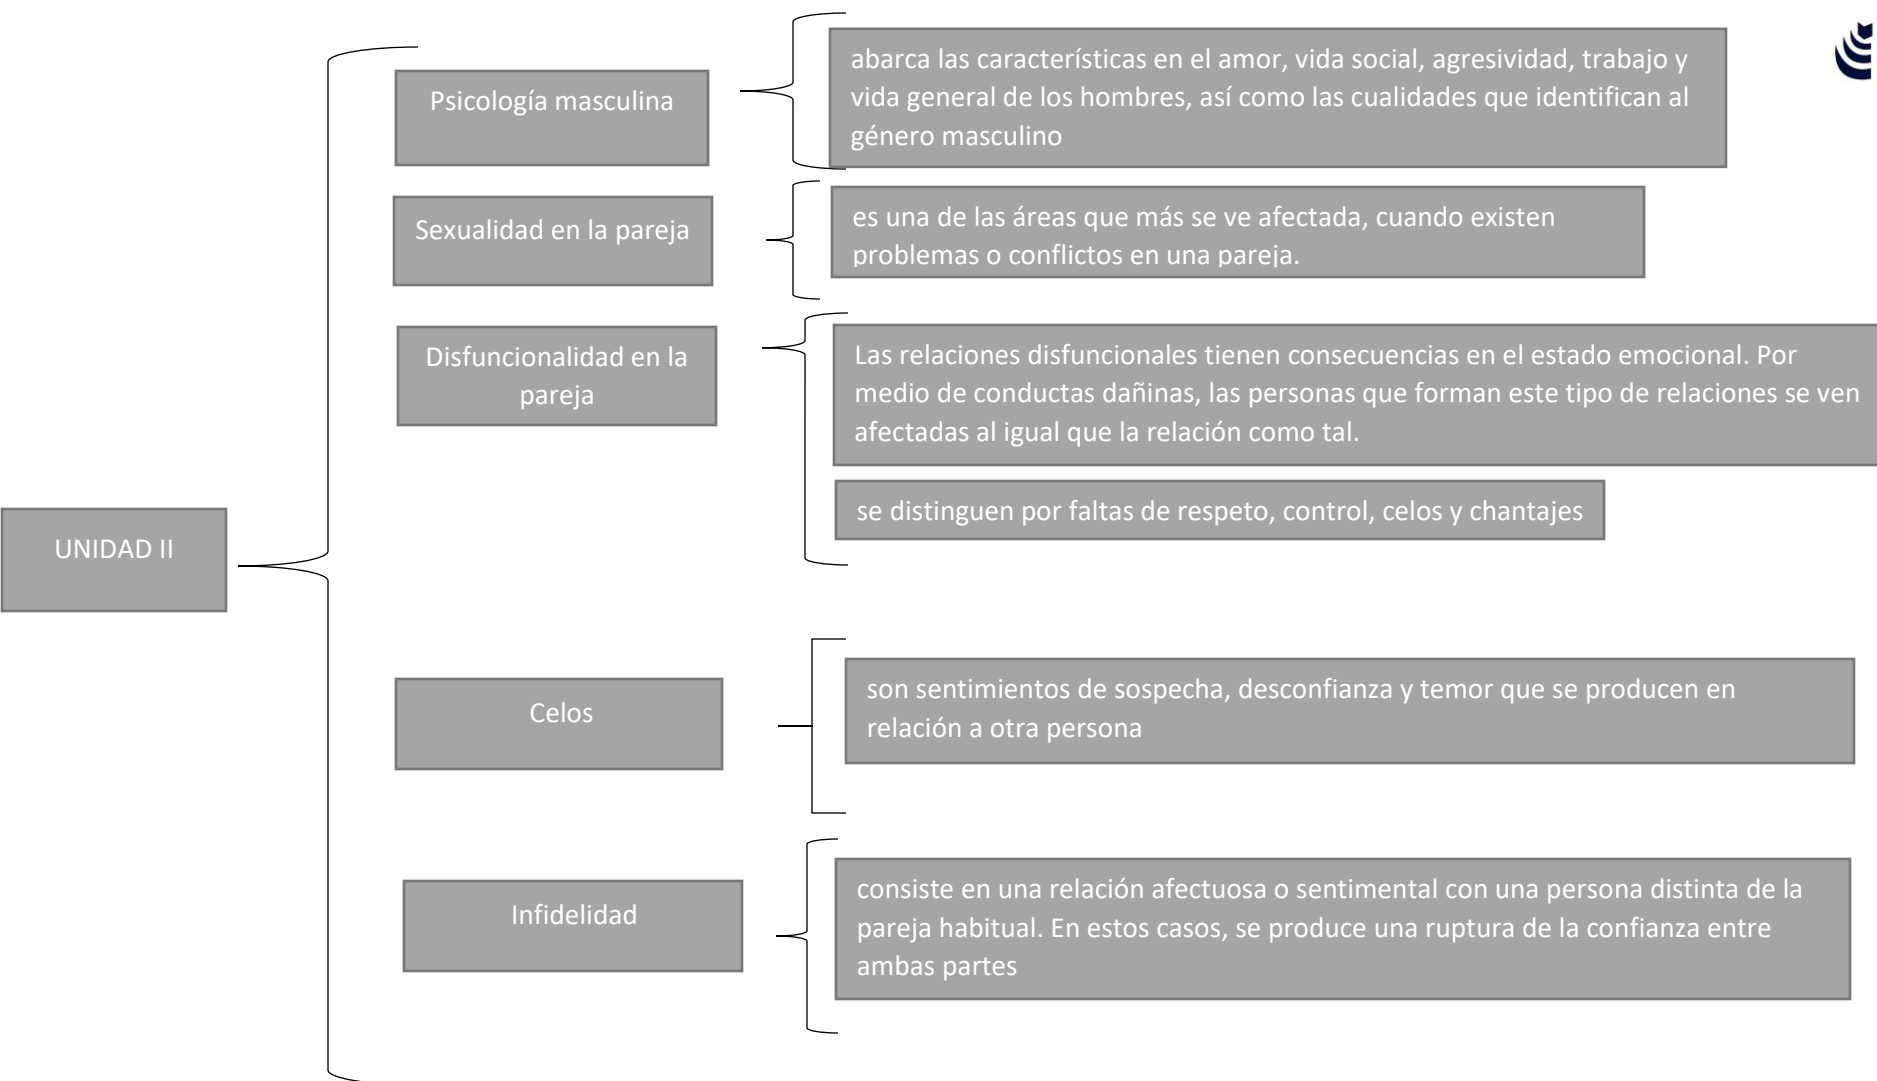 UNIDAD II
Psicología masculina
abarca las características en el amor, vida social, agresividad, trabajo y
vida general de los hombres, así como las cualidades que identifican al
género masculino
Sexualidad en la pareja
es una de las áreas que más se ve afectada, cuando existen
problemas o conflictos en una pareja.
Disfuncionalidad en la
pareja
Las relaciones disfuncionales tienen consecuencias en el estado emocional. Por
medio de conductas dañinas, las personas que forman este tipo de relaciones se ven
afectadas al igual que la relación como tal.
se distinguen por faltas de respeto, control, celos y chantajes
Celos
son sentimientos de sospecha, desconfianza y temor que se producen en
relación a otra persona
Infidelidad
consiste en una relación afectuosa o sentimental con una persona distinta de la
pareja habitual. En estos casos, se produce una ruptura de la confianza entre
ambas partes